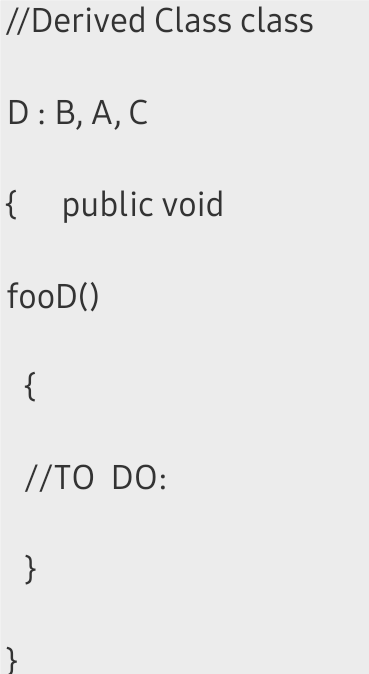 //Derived Class class
D : B, A, C
{ public void
fooD()
{
//TO DO:
}
}